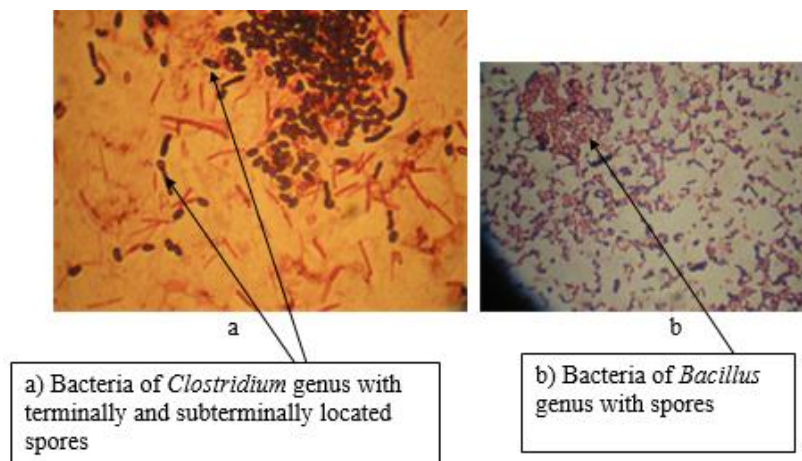 a
b
a) Bacteria of Clostridium genus with
terminally and subterminally located
spores
b) Bacteria of Bacillus
genus with spores